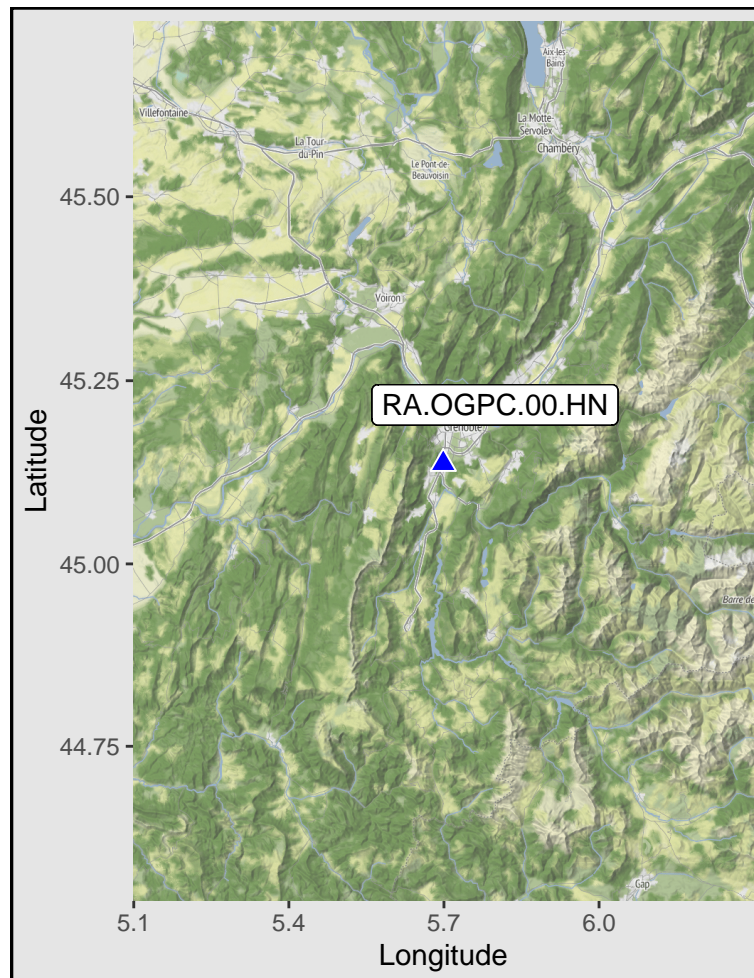 Aix-les-
Bains
Villefontaine
La Motte-
Servolex
La Tour-
du-Pin
Chambéry
Le Pont-de-
Beauvoisin
45.50
Voiron
45.25
RA.OGPC.00.HN
Grenoble
Latitude
45.00
Barre de
44.75
Gap
5.1
5.4
5.7
6.0
Longitude